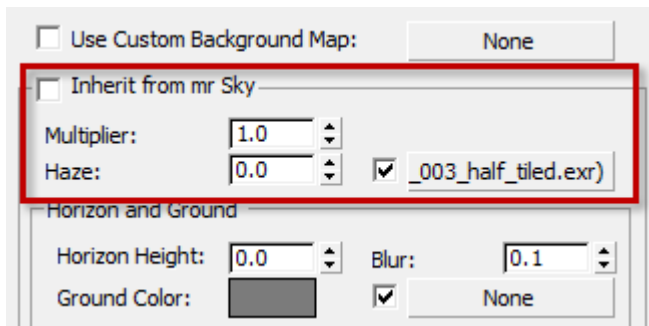 Use Custom Background Map: None
Inherit from mr Sky
Multiplier: 1.0
Haze: 0.0 _003_half_tiled.exr)
Horizon and Ground
Horizon Height: 0.0 Blur: 0.1
Ground Color: None